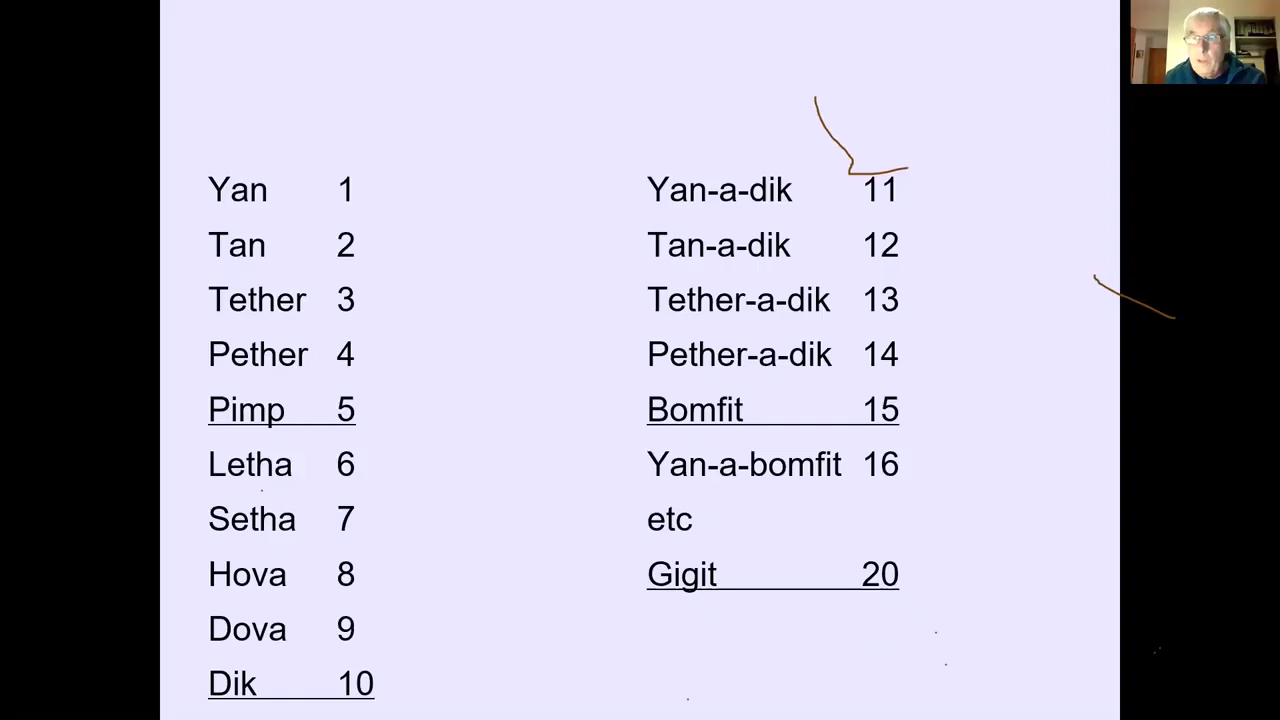 Yan 1
Tan 2
Tether 3
Pether 4
Pimp 5
Letha 6
Setha 7
Hova 8
Dova 9
Dik 10
Yan-a-dik 11
Tan-a-dik 12
Tether-a-dik 13
Pether-a-dik 14
Bomfit 15
Yan-a-bomfit 16
etc
Gigit 20